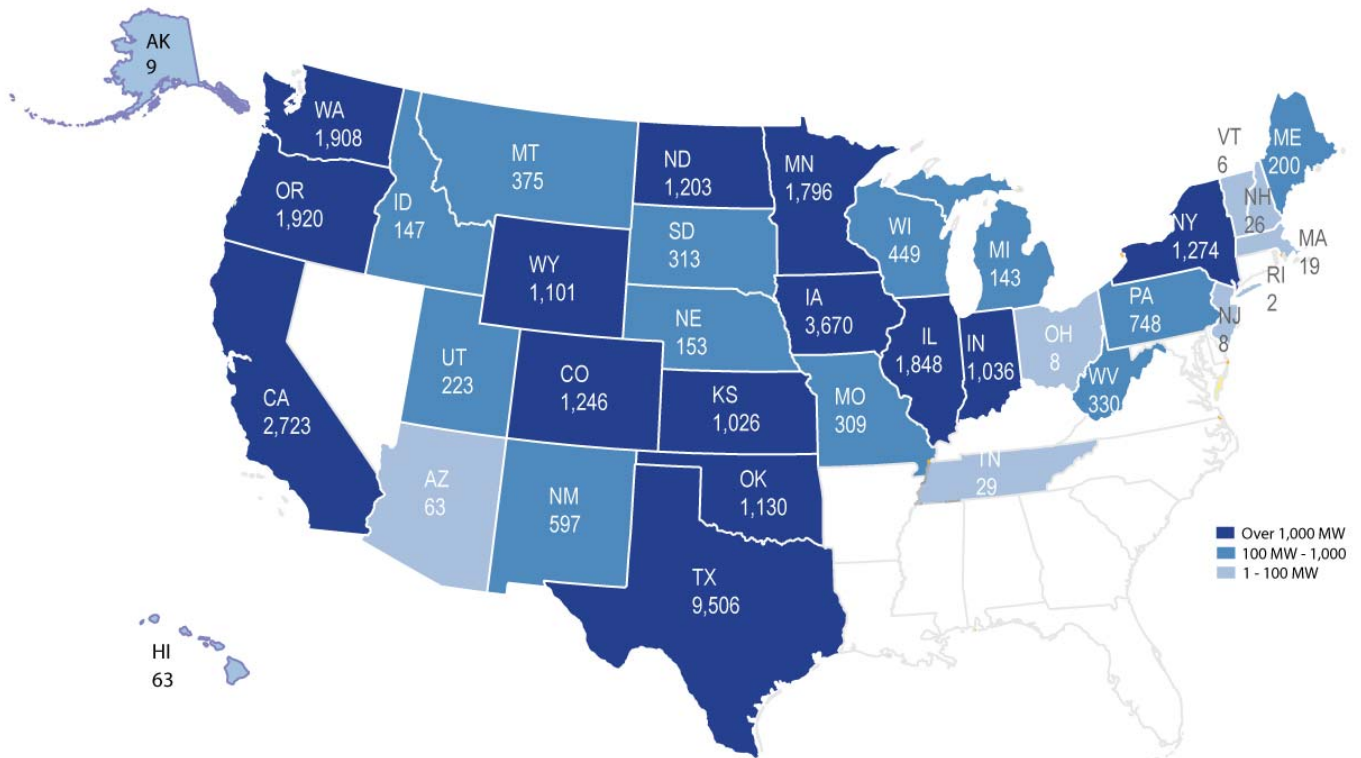 AK
9
WA
1,908
OR
1,920
CA
2,723
ID
147
MT
375
WY
1,101
UT
223
CO
1,246
AZ
63
NM
597
ND
1,203
SD
313
NE
153
KS
1,026
OK
1,130
TX
9,506
MN
1,796
IA
3,670
MO
309
WI
449
IL
1,848
MI
143
IN
1,036
OH
8
TN
29
WV
330
PA
748
NY
1,274
VT
6
NH
26
ME
200
MA
19
RI
2
NJ
8
HI
63
Over 1,000 MW
100 MW - 1,000
1 - 100 MW